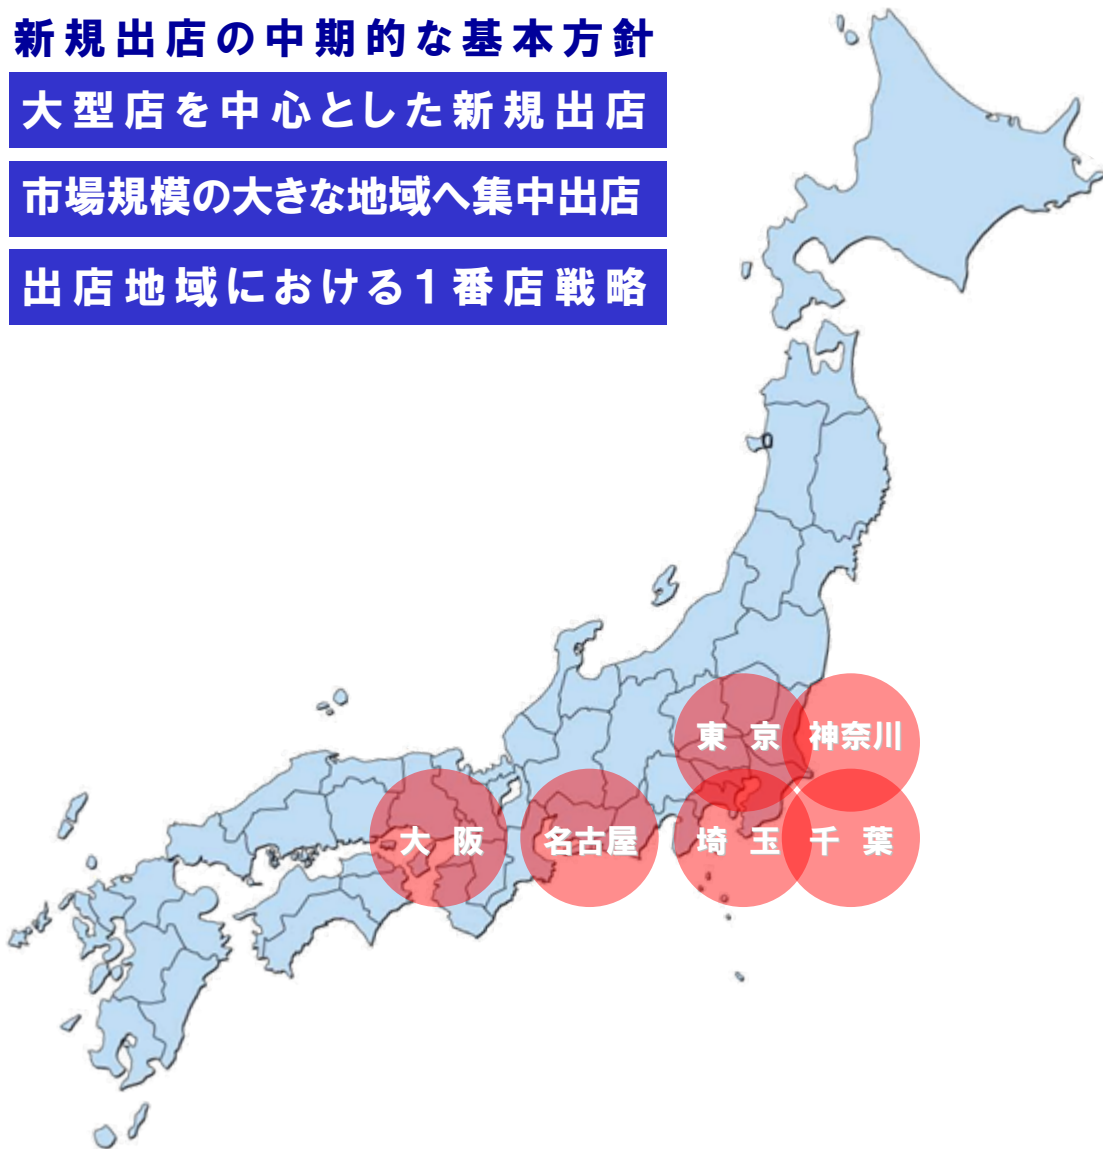 新規出店の中期的な基本方針
大型店を中心とした新規出店
市場規模の大きな地域へ集中出店
出店地域における１番店戦略
東京 神奈川
大阪 名古屋 埼玉 千葉